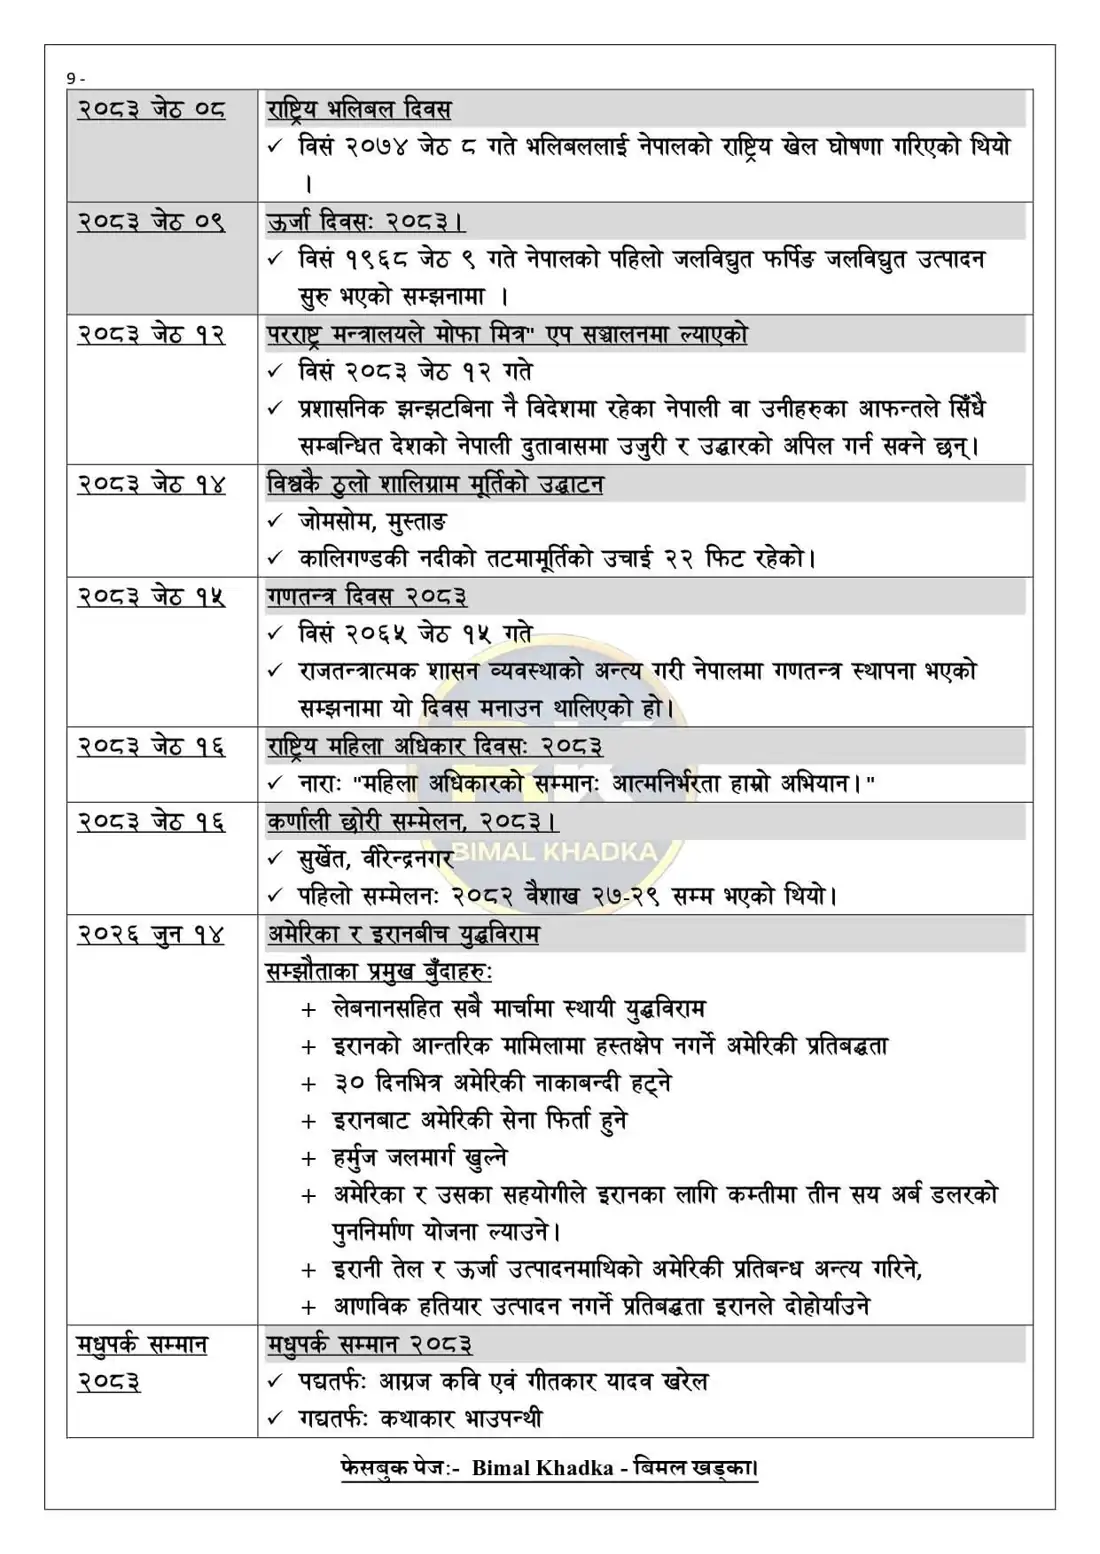 9 -
२०८३ जेठ ०८
राष्ट्रिय भलिबल दिवस
✓ विसं २०७४ जेठ ८ गते भलिबललाई नेपालको राष्ट्रिय खेल घोषणा गरिएको थियो
।
२०८३ जेठ ०९
ऊर्जा दिवसः २०८३।
✓ विसं १९६८ जेठ ९ गते नेपालको पहिलो जलविद्युत फर्पिङ जलविद्युत उत्पादन
सुरु भएको सम्झनामा ।
२०८३ जेठ १२
परराष्ट्र मन्त्रालयले मोफा मित्र" एप सञ्चालनमा ल्याएको
✓ विसं २०८३ जेठ १२ गते
✓ प्रशासनिक झन्झटबिना नै विदेशमा रहेका नेपाली वा उनीहरुका आफन्तले सिँधै
सम्बन्धित देशको नेपाली दुतावासमा उजुरी र उद्धारको अपिल गर्न सक्ने छन्।
२०८३ जेठ १४
विश्वकै ठुलो शालिग्राम मूर्तिको उद्घाटन
✓ जोमसोम, मुस्ताङ
✓ कालिगण्डकी नदीको तटमामूर्तिको उचाई २२ फिट रहेको।
२०८३ जेठ १५
गणतन्त्र दिवस २०८३
✓ विसं २०६५ जेठ १५ गते
✓ राजतन्त्रात्मक शासन व्यवस्थाको अन्त्य गरी नेपालमा गणतन्त्र स्थापना भएको
सम्झनामा यो दिवस मनाउन थालिएको हो।
२०८३ जेठ १६
राष्ट्रिय महिला अधिकार दिवसः २०८३
✓ नाराः "महिला अधिकारको सम्मानः आत्मनिर्भरता हाम्रो अभियान।"
२०८३ जेठ १६
कर्णाली छोरी सम्मेलन, २०८३।
✓ सुर्खेत, वीरेन्द्रनगर
BIMAL KHADKA
✓ पहिलो सम्मेलनः २०८२ वैशाख २७-२९ सम्म भएको थियो।
२०२६ जुन १४
अमेरिका र इरानबीच युद्धविराम
सम्झौताका प्रमुख बुँदाहरुः
+ लेबनानसहित सबै मार्चामा स्थायी युद्धविराम
+ इरानको आन्तरिक मामिलामा हस्तक्षेप नगर्ने अमेरिकी प्रतिबद्धता
+ ३० दिनभित्र अमेरिकी नाकाबन्दी हट्ने
+ इरानबाट अमेरिकी सेना फिर्ता हुने
+ हर्मुज जलमार्ग खुल्ने
+ अमेरिका र उसका सहयोगीले इरानका लागि कम्तीमा तीन सय अर्ब डलरको
पुननिर्माण योजना ल्याउने।
+ इरानी तेल र ऊर्जा उत्पादनमाथिको अमेरिकी प्रतिबन्ध अन्त्य गरिने,
+ आणविक हतियार उत्पादन नगर्ने प्रतिबद्धता इरानले दोहोर्याउने
मधुपर्क सम्मान
२०८३
मधुपर्क सम्मान २०८३
✓ पद्यतर्फः आग्रज कवि एवं गीतकार यादव खरेल
✓ गद्यतर्फः कथाकार भाउपन्थी
फेसबुक पेजः- Bimal Khadka - बिमल खड्का।